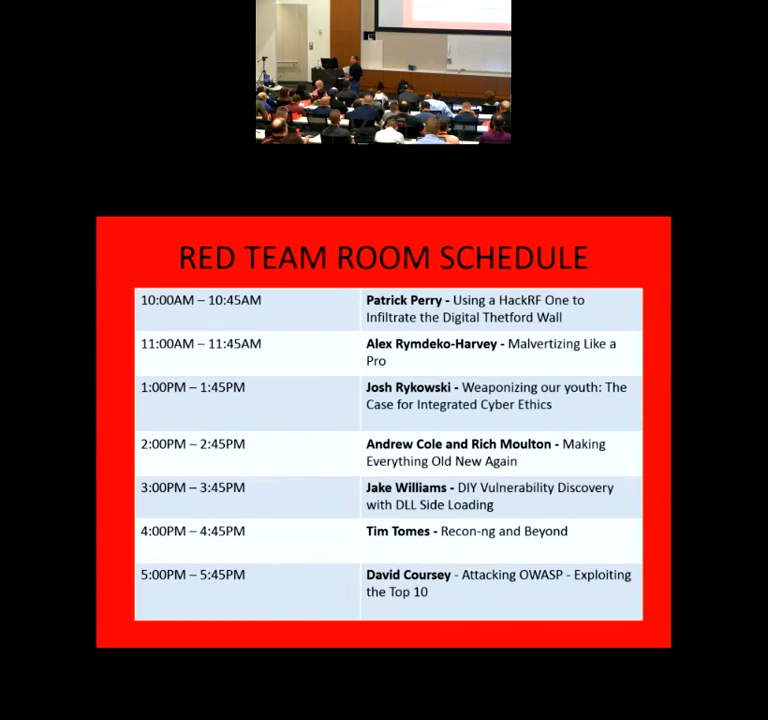 RED TEAM ROOM SCHEDULE
10:00AM – 10:45AM
Patrick Perry - Using a HackRF One to
Infiltrate the Digital Thetford Wall
11:00AM – 11:45AM
Alex Rymdeko-Harvey - Malvertizing Like a
Pro
1:00PM – 1:45PM
Josh Rykowski - Weaponizing our youth: The
Case for Integrated Cyber Ethics
2:00PM – 2:45PM
Andrew Cole and Rich Moulton - Making
Everything Old New Again
3:00PM – 3:45PM
Jake Williams - DIY Vulnerability Discovery
with DLL Side Loading
4:00PM – 4:45PM
Tim Tomes - Recon-ng and Beyond
5:00PM – 5:45PM
David Coursey - Attacking OWASP - Exploiting
the Top 10